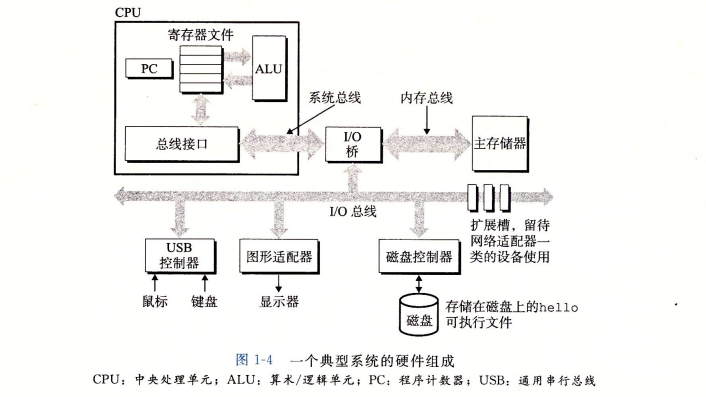 CPU
寄存器文件
PC
ALU
系统总线
内存总线
总线接口
I/O
桥
主存储器
I/O 总线
扩展槽，留待
网络适配器一
类的设备使用
USB
控制器
图形适配器
磁盘控制器
鼠标
键盘
显示器
磁盘
存储在磁盘上的hello
可执行文件
图 1-4 一个典型系统的硬件组成
CPU：中央处理单元；ALU：算术/逻辑单元；PC：程序计数器；USB：通用串行总线